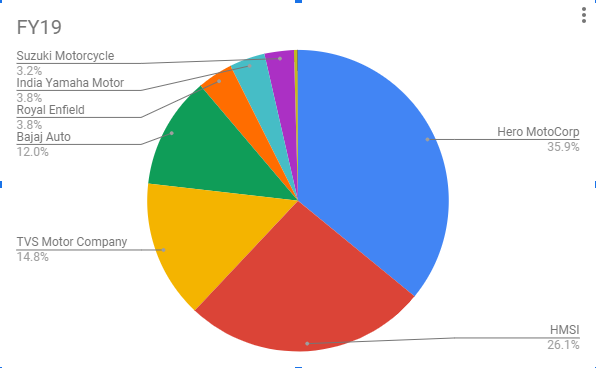 FY19
Suzuki Motorcycle
3.2%
India Yamaha Motor
3.8%
Royal Enfield
3.8%
Bajaj Auto
12.0%
TVS Motor Company
14.8%
Hero MotoCorp
35.9%
HMSI
26.1%